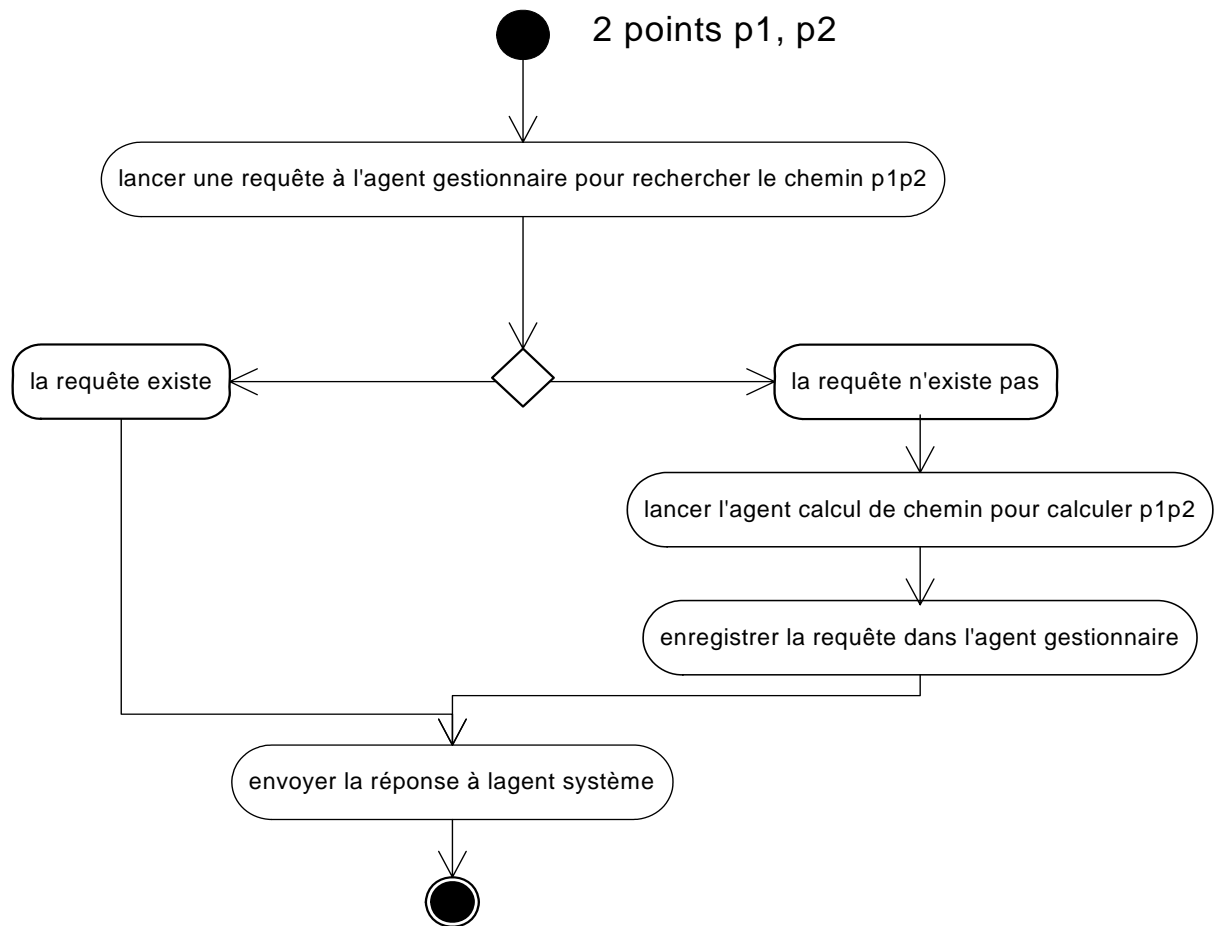 2 points p1, p2
lancer une requête à l'agent gestionnaire pour rechercher le chemin p1p2
la requête existe
la requête n'existe pas
lancer l'agent calcul de chemin pour calculer p1p2
enregistrer la requête dans l'agent gestionnaire
envoyer la réponse à lagent système